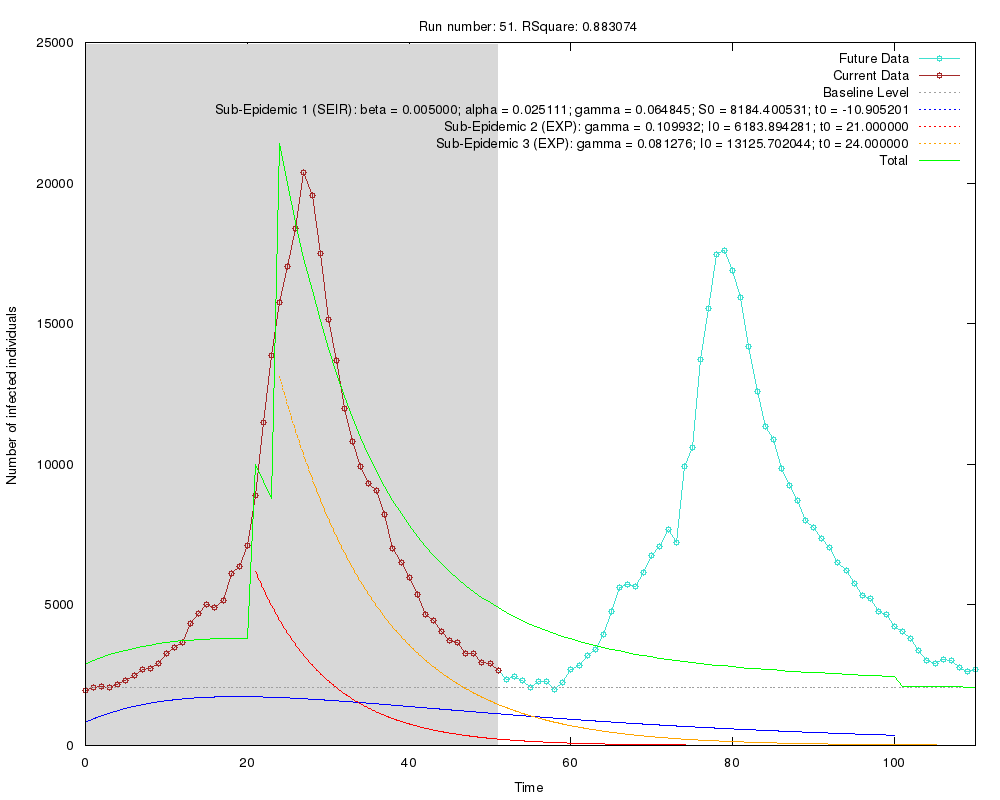 Run number: 51. RSquare: 0.883074
25000
20000
15000
10000
5000
0
Number of infected individuals
Future Data
Current Data
Baseline Level
Sub-Epidemic 1 (SEIR): beta = 0.005000; alpha = 0.025111; gamma = 0.064845; S0 = 8184.400531; t0 = -10.905201
Sub-Epidemic 2 (EXP): gamma = 0.109932; I0 = 6183.894281; t0 = 21.000000
Sub-Epidemic 3 (EXP): gamma = 0.081276; I0 = 13125.702044; t0 = 24.000000
Total
0 20 40 60 80 100
Time